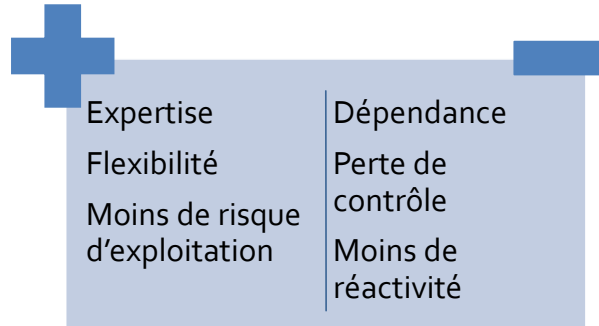 Expertise
Flexibilité
Moins de risque
d'exploitation
Dépendance
Perte de
contrôle
Moins de
réactivité